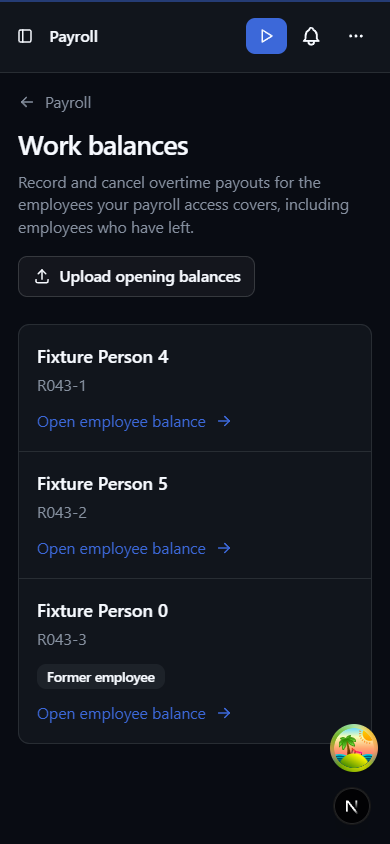 Payroll
Payroll
Work balances
Record and cancel overtime payouts for the
employees your payroll access covers, including
employees who have left.
Upload opening balances
Fixture Person 4
R043-1
Open employee balance
Fixture Person 5
R043-2
Open employee balance
Fixture Person 0
R043-3
Former employee
Open employee balance
N